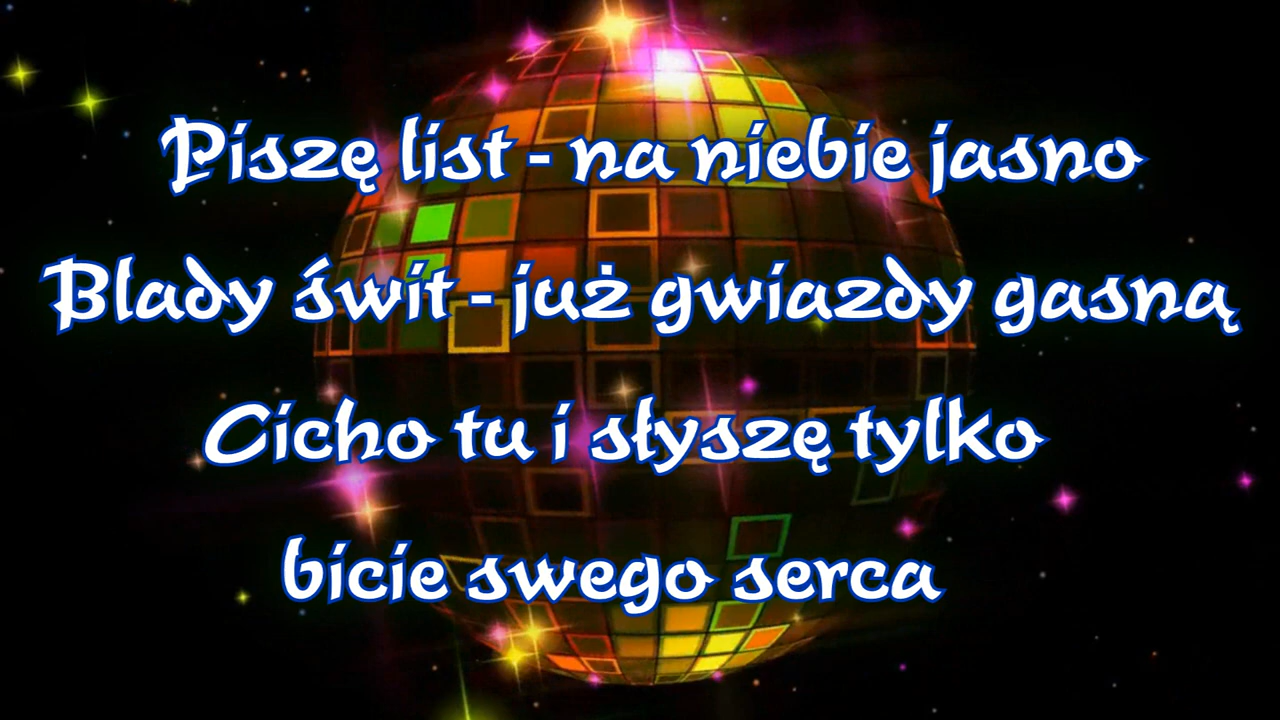 Piszę list - na niebie jasno
Blady świt - już gwiazdy gasną
Cicho tu i słyszę tylko
bicie swego serca